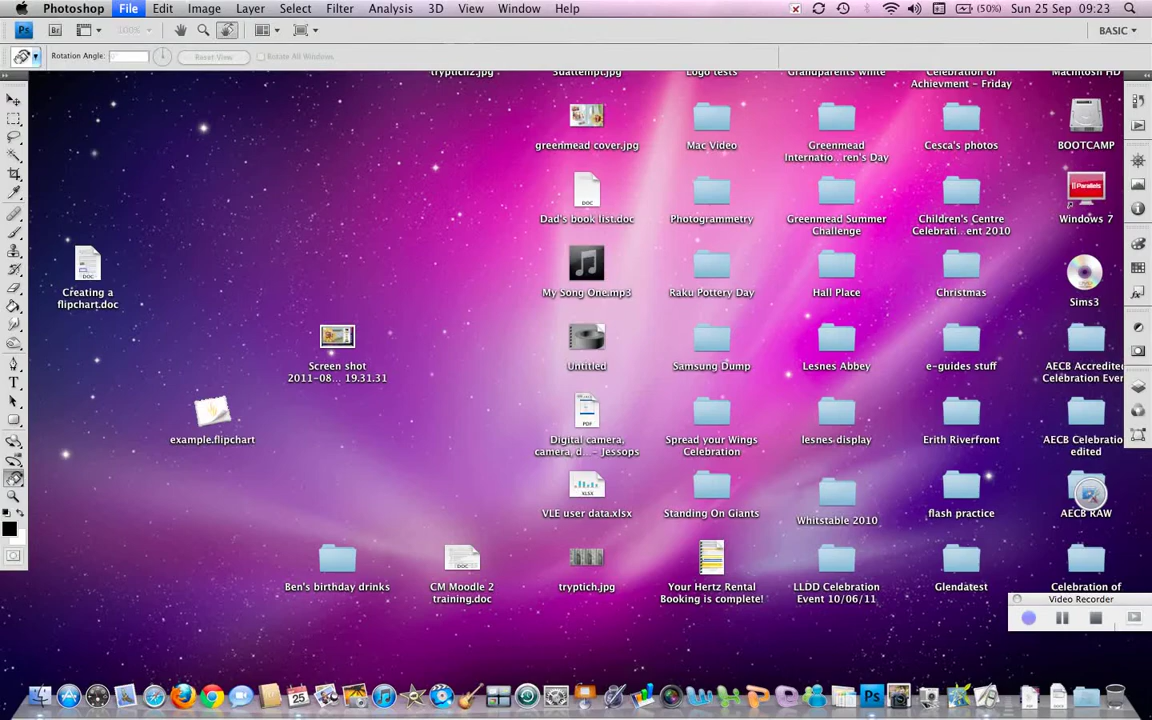 Photoshop File Edit Image Layer Select Filter Analysis 3D View Window Help (50%) Sun 25 Sep 09:23
Ps Br 100% BASIC
Rotation Angle: Reset View Rotate All Windows
tryptich2.jpg 3dattempt.jpg Logo tests Grandparents white Celebration of Achievment - Friday Macintosh HD
greenmead cover.jpg Mac Video Greenmead Internatio...ren's Day Cesca's photos BOOTCAMP
Dad's book list.doc Photogrammetry Greenmead Summer Challenge Children's Centre Celebrati...ent 2010 Windows 7
Creating a flipchart.doc My Song One.mp3 Raku Pottery Day Hall Place Christmas Sims3
Screen shot 2011-08... 19.31.31 Untitled Samsung Dump Lesnes Abbey e-guides stuff AECB Accredited Celebration Even
example.flipchart Digital camera, camera, d... - Jessops Spread your Wings Celebration lesnes display Erith Riverfront AECB Celebration edited
VLE user data.xlsx Standing On Giants Whitstable 2010 flash practice AECB RAW
Ben's birthday drinks CM Moodle 2 training.doc tryptich.jpg Your Hertz Rental Booking is complete! LLDD Celebration Event 10/06/11 Glendatest Celebration of
Video Recorder